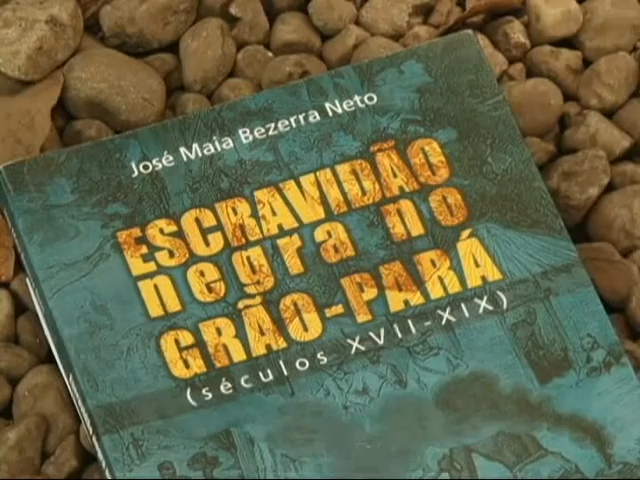 José Maia Bezerra Neto
ESCRAVIDÃO
negra no
GRÃO-PARÁ
(séculos XVII-XIX)